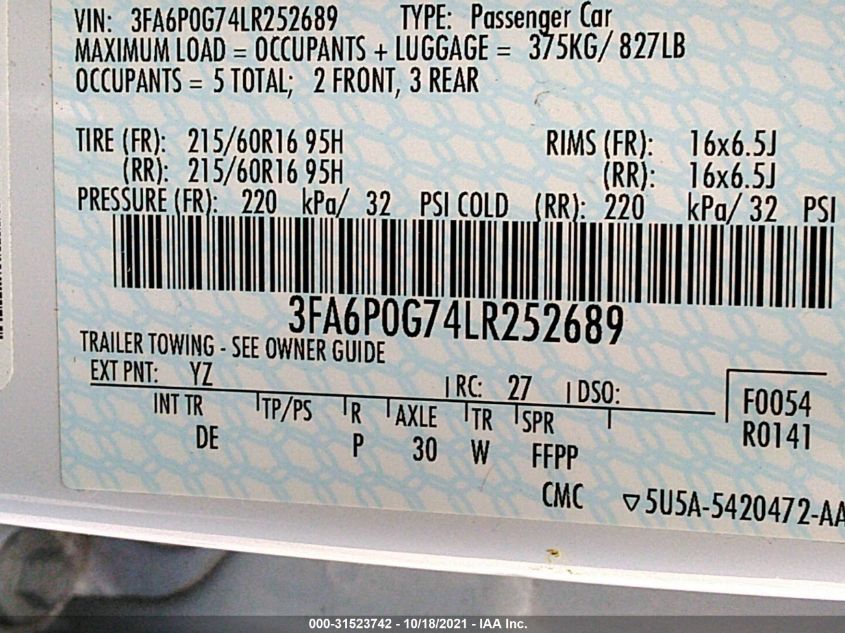 VIN: 3FA6P0G74LR252689 TYPE: Passenger Car
MAXIMUM LOAD = OCCUPANTS + LUGGAGE = 375KG/ 827LB
OCCUPANTS = 5 TOTAL; 2 FRONT, 3 REAR
TIRE (FR): 215/60R16 95H RIMS (FR): 16x6.5J
(RR): 215/60R16 95H (RR): 16x6.5J
PRESSURE (FR): 220 kPa/ 32 PSI COLD (RR): 220 kPa/ 32 PSI
3FA6P0G74LR252689
TRAILER TOWING - SEE OWNER GUIDE
EXT PNT: YZ RC: 27 DSO:
INT TR TP/PS R AXLE TR SPR F0054
DE P 30 W FFPP R0141
CMC ▽5U5A-5420472-AA
000-31523742 - 10/18/2021 - IAA Inc.